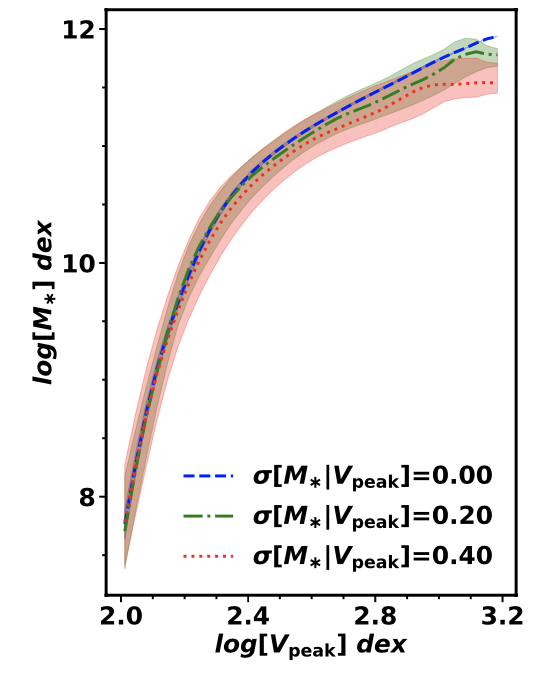 12
10
8
log[M*] dex
σ[M*|Vpeak]=0.00
σ[M*|Vpeak]=0.20
σ[M*|Vpeak]=0.40
2.0 2.4 2.8 3.2
log[Vpeak] dex